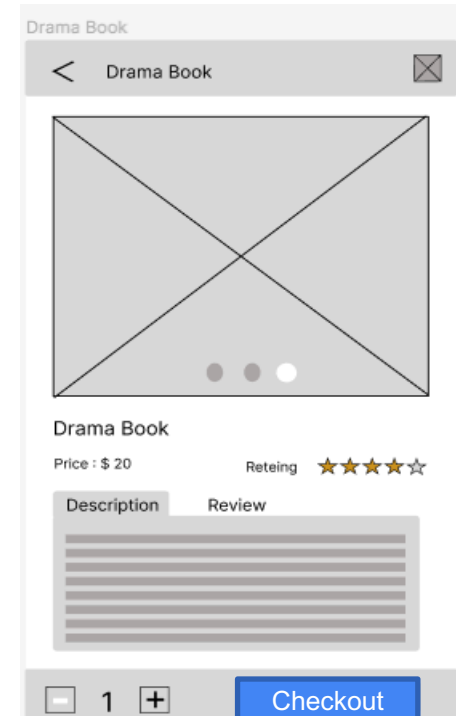 Drama Book
< Drama Book
Drama Book
Price : $ 20
Reteing
Description Review
- 1 +
Checkout